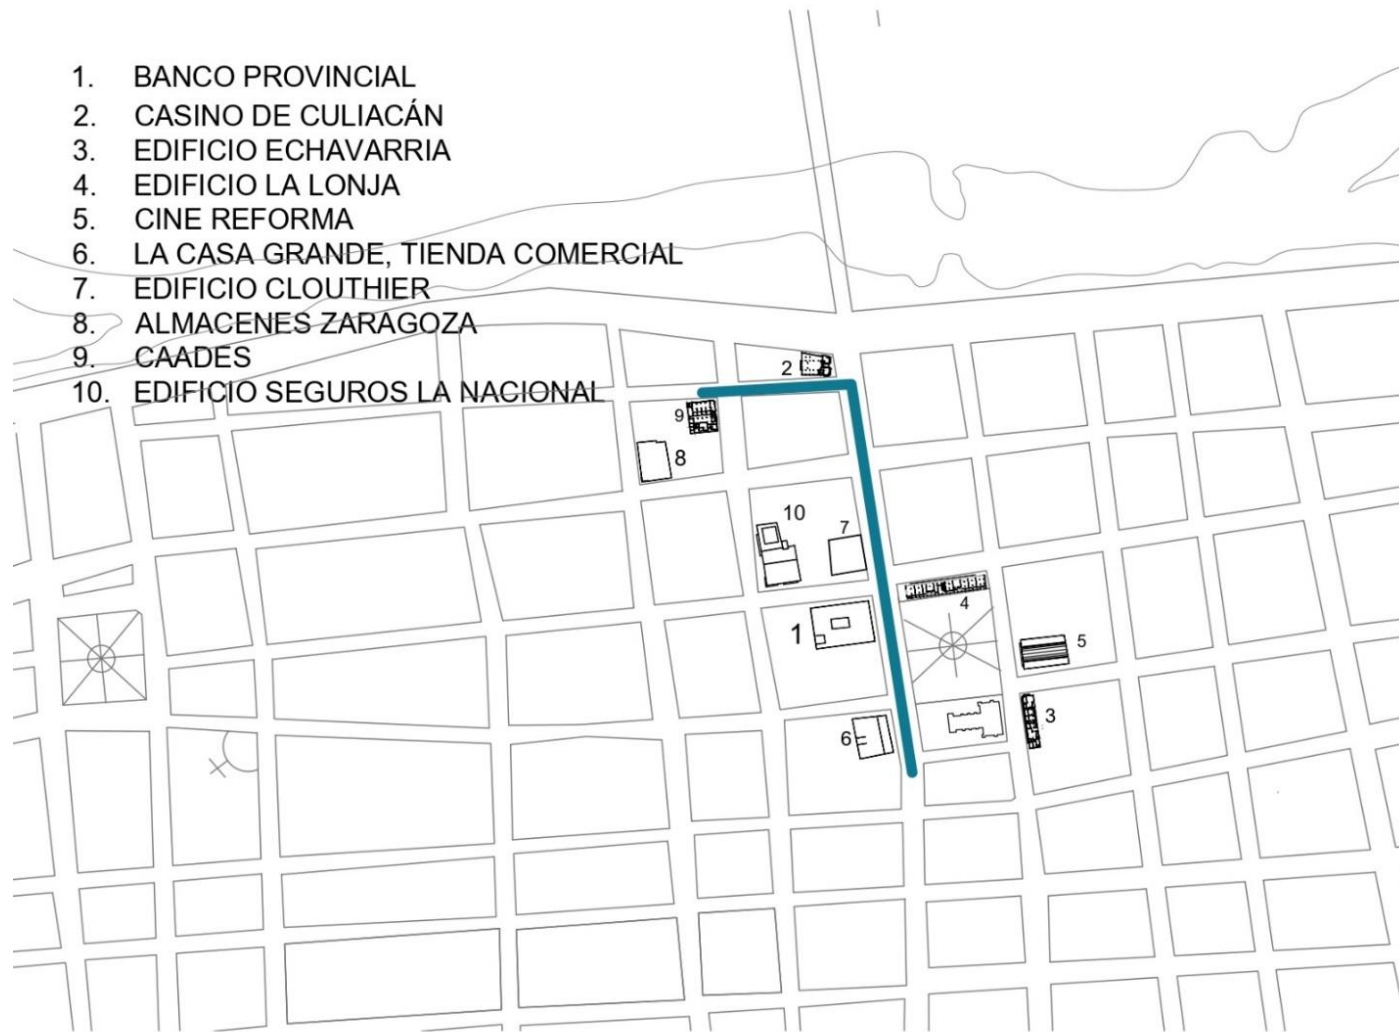 1. BANCO PROVINCIAL
2. CASINO DE CULIACÁN
3. EDIFICIO ECHAVARRIA
4. EDIFICIO LA LONJA
5. CINE REFORMA
6. LA CASA GRANDE, TIENDA COMERCIAL
7. EDIFICIO CLOUTHIER
8. ALMACENES ZARAGOZA
9. CAADES
10. EDIFICIO SEGUROS LA NACIONAL
2
9
8
10
7
4
1
5
3
6